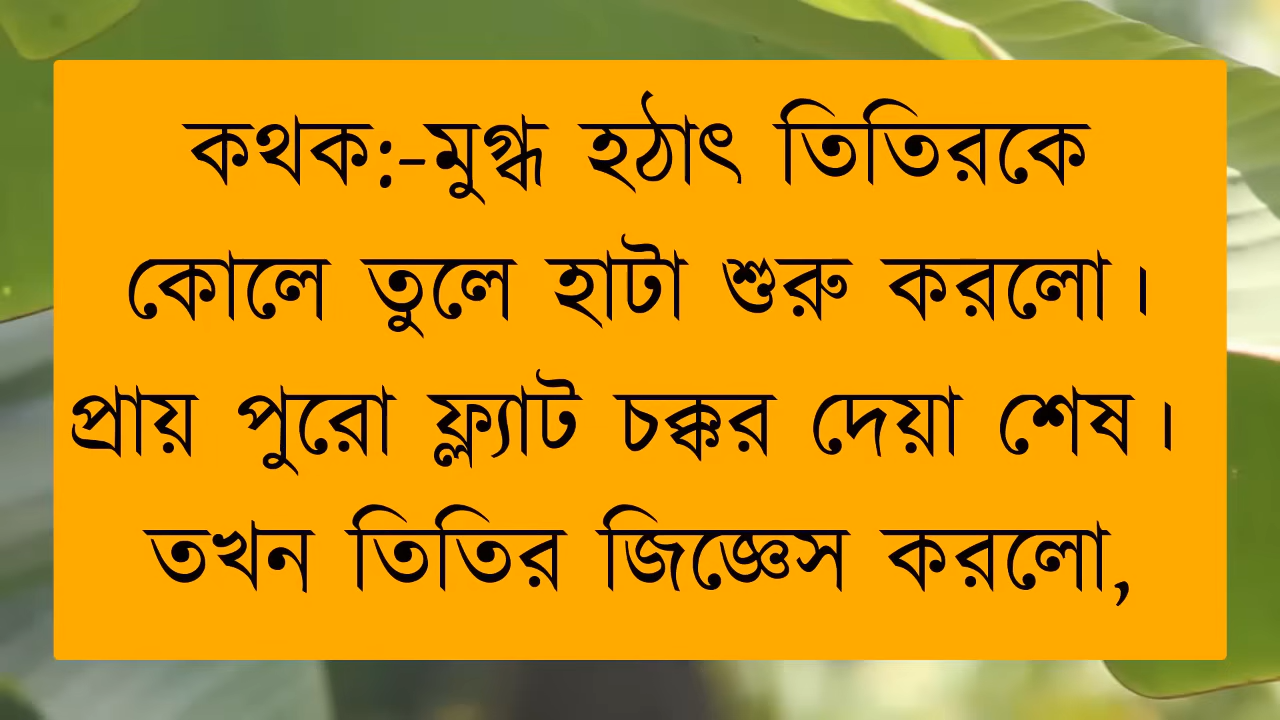 কথক:-মুগ্ধ হঠাৎ তিতিরকে
কোলে তুলে হাটা শুরু করলো।
প্রায় পুরো ফ্ল্যাট চক্কর দেয়া শেষ।
তখন তিতির জিজ্ঞেস করলো,